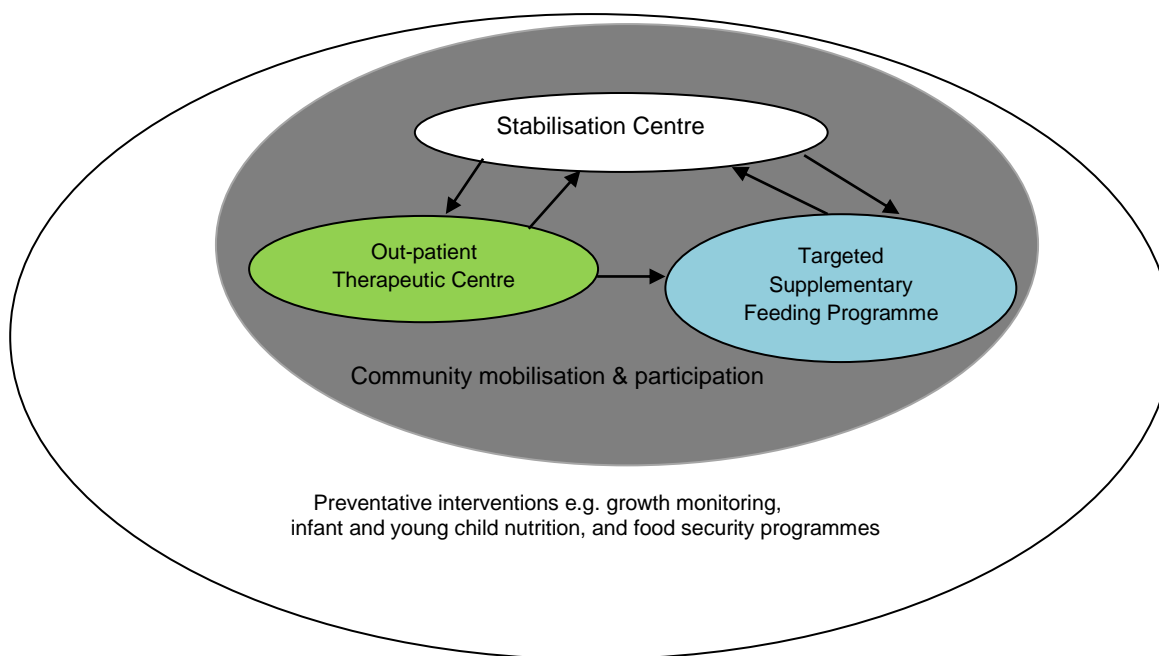 Stabilisation Centre
Out-patient
Therapeutic Centre
Targeted
Supplementary
Feeding Programme
Community mobilisation & participation
Preventative interventions e.g. growth monitoring,
infant and young child nutrition, and food security programmes